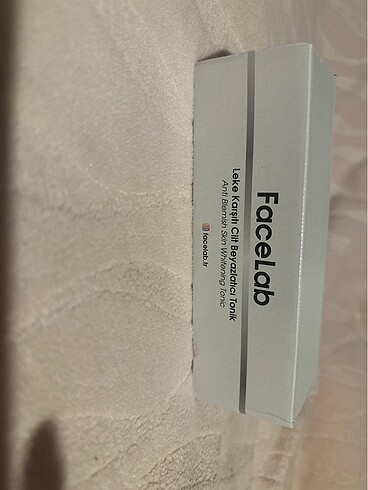 FaceLab
Leke Karşıtı Cilt Beyazlatıcı Tonik
Anti Blemish Skin Whitening Tonic
facelab.tr